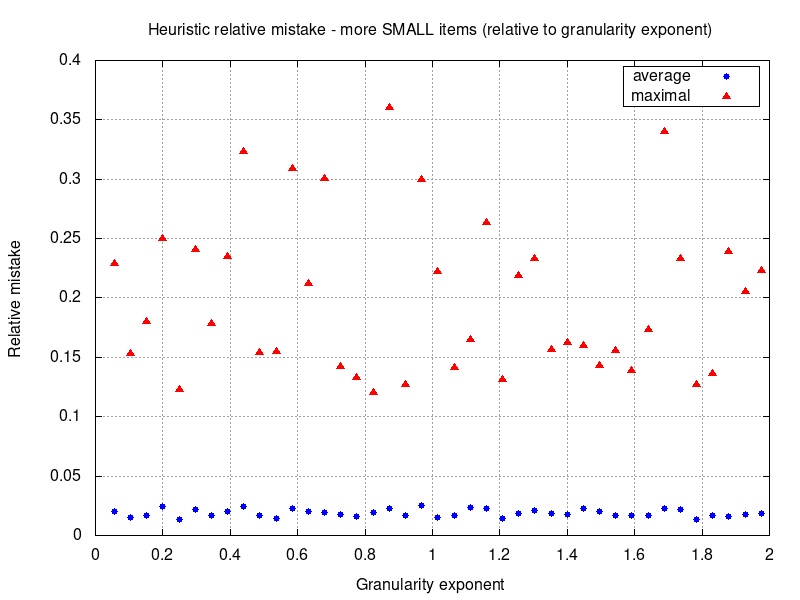 Heuristic relative mistake - more SMALL items (relative to granularity exponent)
average
maximal
0.4
0.35
0.3
0.25
0.2
0.15
0.1
0.05
0
Relative mistake
0 0.2 0.4 0.6 0.8 1 1.2 1.4 1.6 1.8 2
Granularity exponent